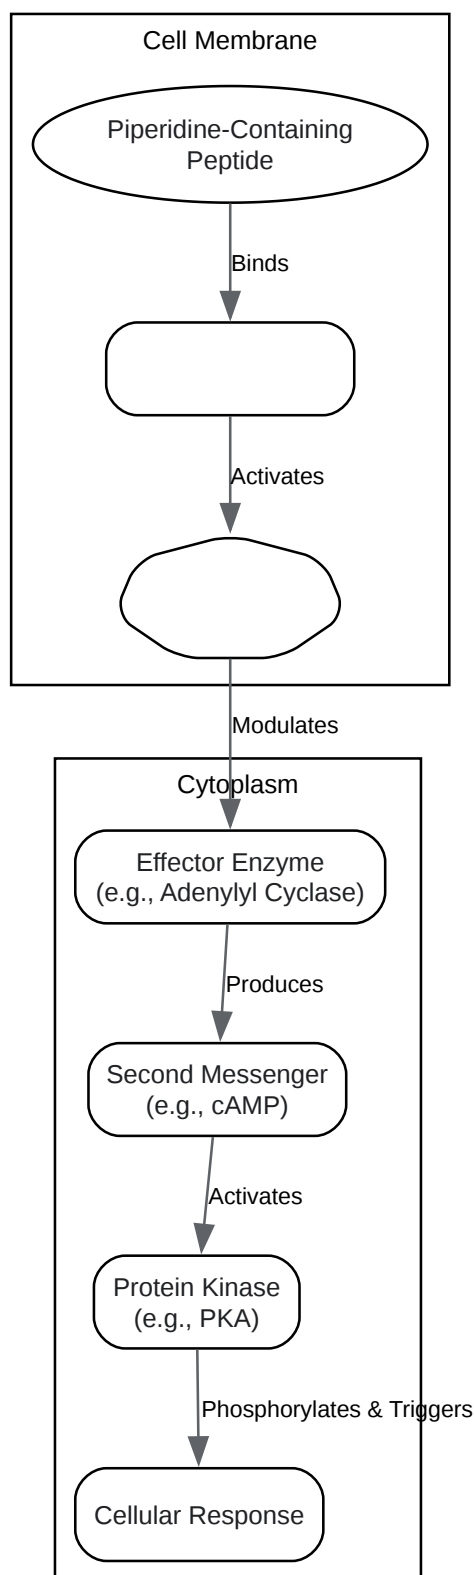 Cell Membrane
Piperidine-Containing
Peptide
Binds
Activates
Modulates
Cytoplasm
Effector Enzyme
(e.g., Adenylyl Cyclase)
Produces
Second Messenger
(e.g., cAMP)
Activates
Protein Kinase
(e.g., PKA)
Phosphorylates & Triggers
Cellular Response